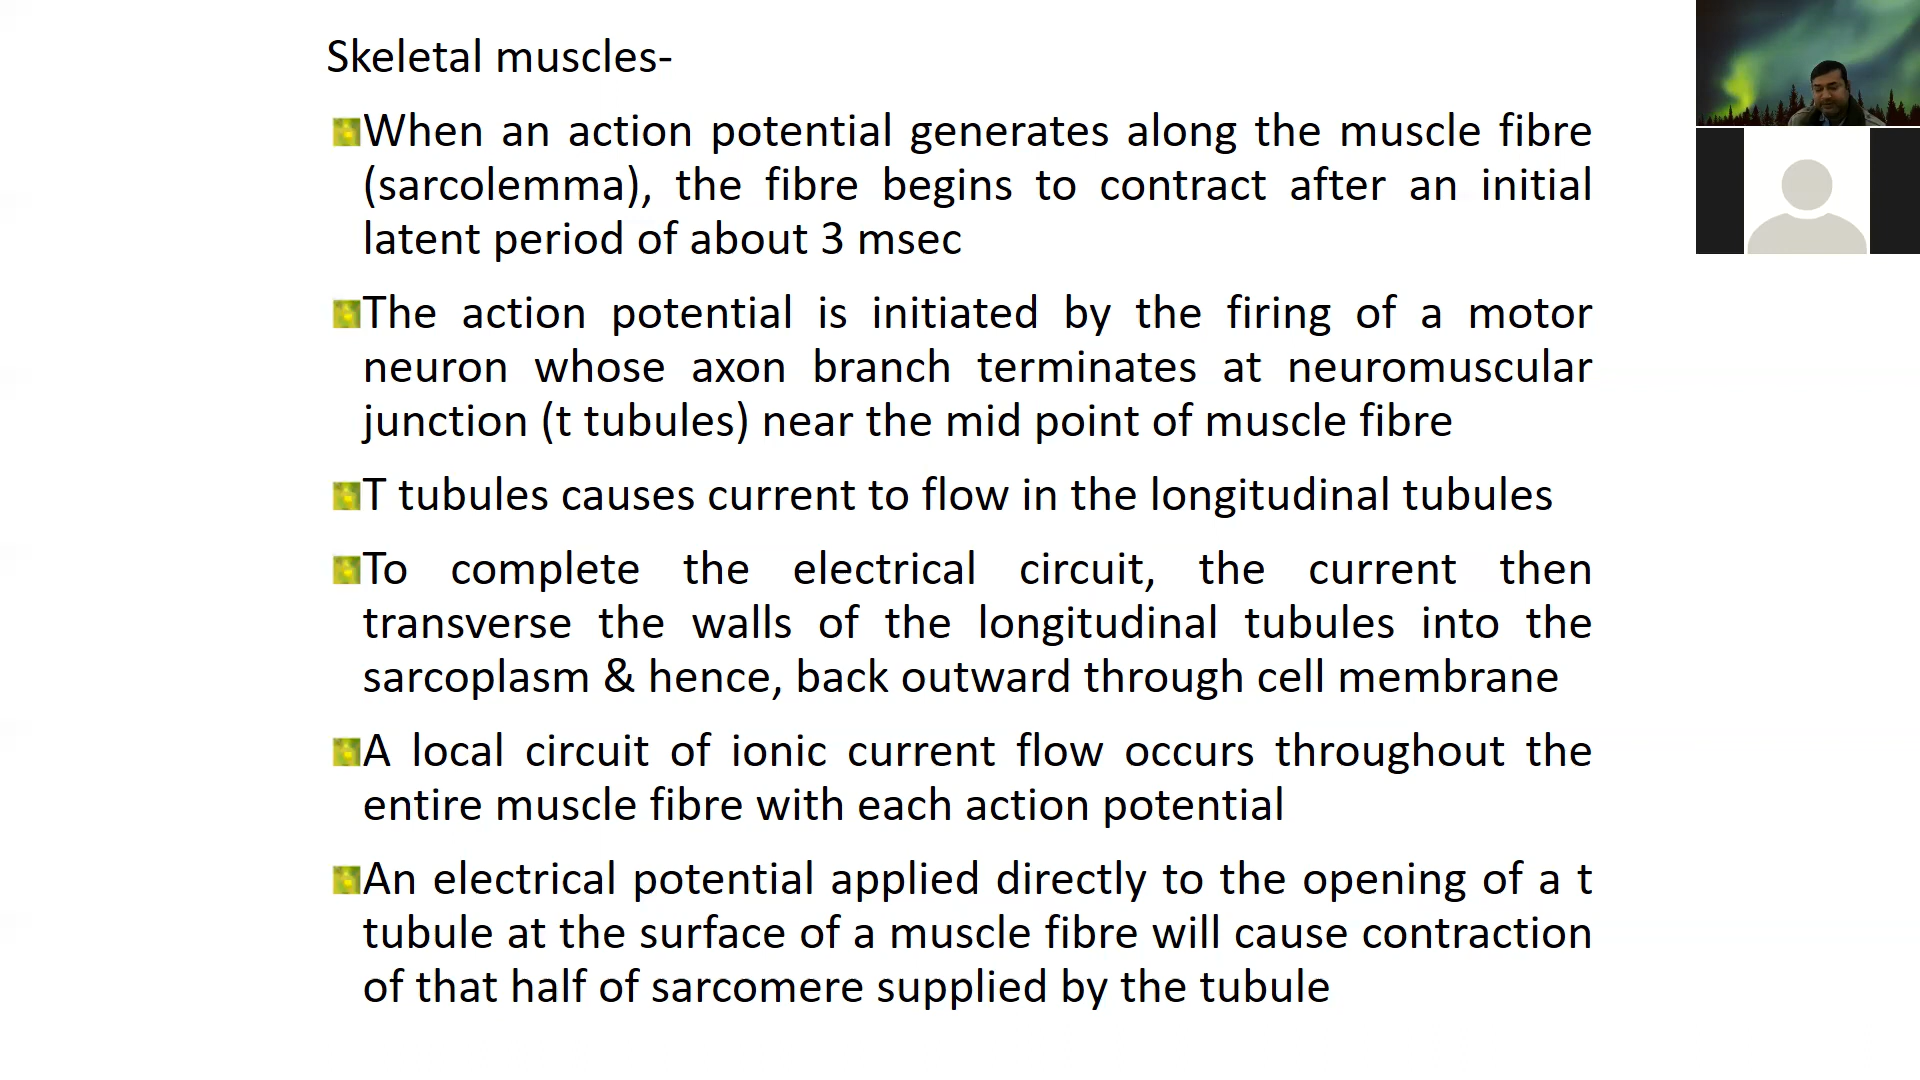 Skeletal muscles-
When an action potential generates along the muscle fibre
(sarcolemma), the fibre begins to contract after an initial
latent period of about 3 msec
The action potential is initiated by the firing of a motor
neuron whose axon branch terminates at neuromuscular
junction (t tubules) near the mid point of muscle fibre
T tubules causes current to flow in the longitudinal tubules
To complete the electrical circuit, the current then
transverse the walls of the longitudinal tubules into the
sarcoplasm & hence, back outward through cell membrane
A local circuit of ionic current flow occurs throughout the
entire muscle fibre with each action potential
An electrical potential applied directly to the opening of a t
tubule at the surface of a muscle fibre will cause contraction
of that half of sarcomere supplied by the tubule